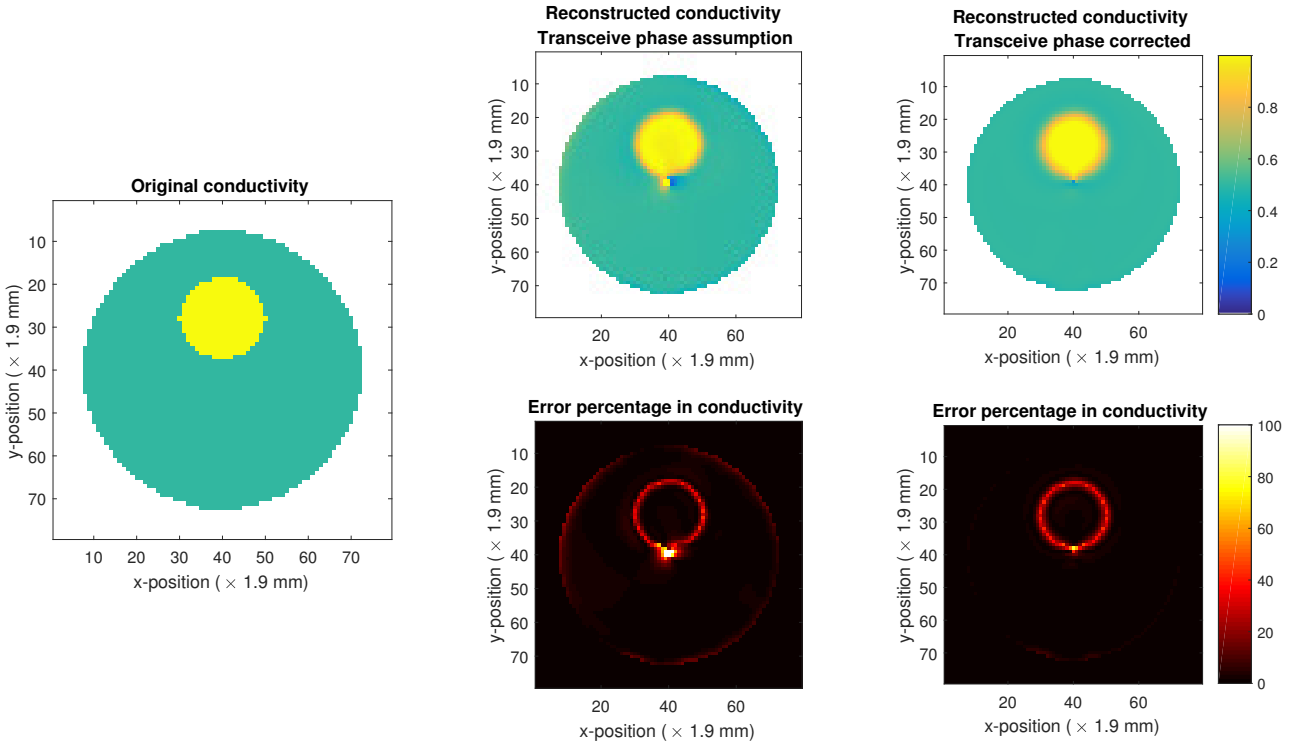 Original conductivity
10
20
30
40
50
60
70
y-position ( × 1.9 mm)
10 20 30 40 50 60 70
x-position ( × 1.9 mm)
Reconstructed conductivity
Transceive phase assumption
10
20
30
40
50
60
70
y-position ( × 1.9 mm)
20 40 60
x-position ( × 1.9 mm)
Reconstructed conductivity
Transceive phase corrected
10
20
30
40
50
60
70
y-position ( × 1.9 mm)
20 40 60
x-position ( × 1.9 mm)
0.8
0.6
0.4
0.2
0
Error percentage in conductivity
10
20
30
40
50
60
70
y-position ( × 1.9 mm)
20 40 60
x-position ( × 1.9 mm)
Error percentage in conductivity
10
20
30
40
50
60
70
y-position ( × 1.9 mm)
20 40 60
x-position ( × 1.9 mm)
100
80
60
40
20
0